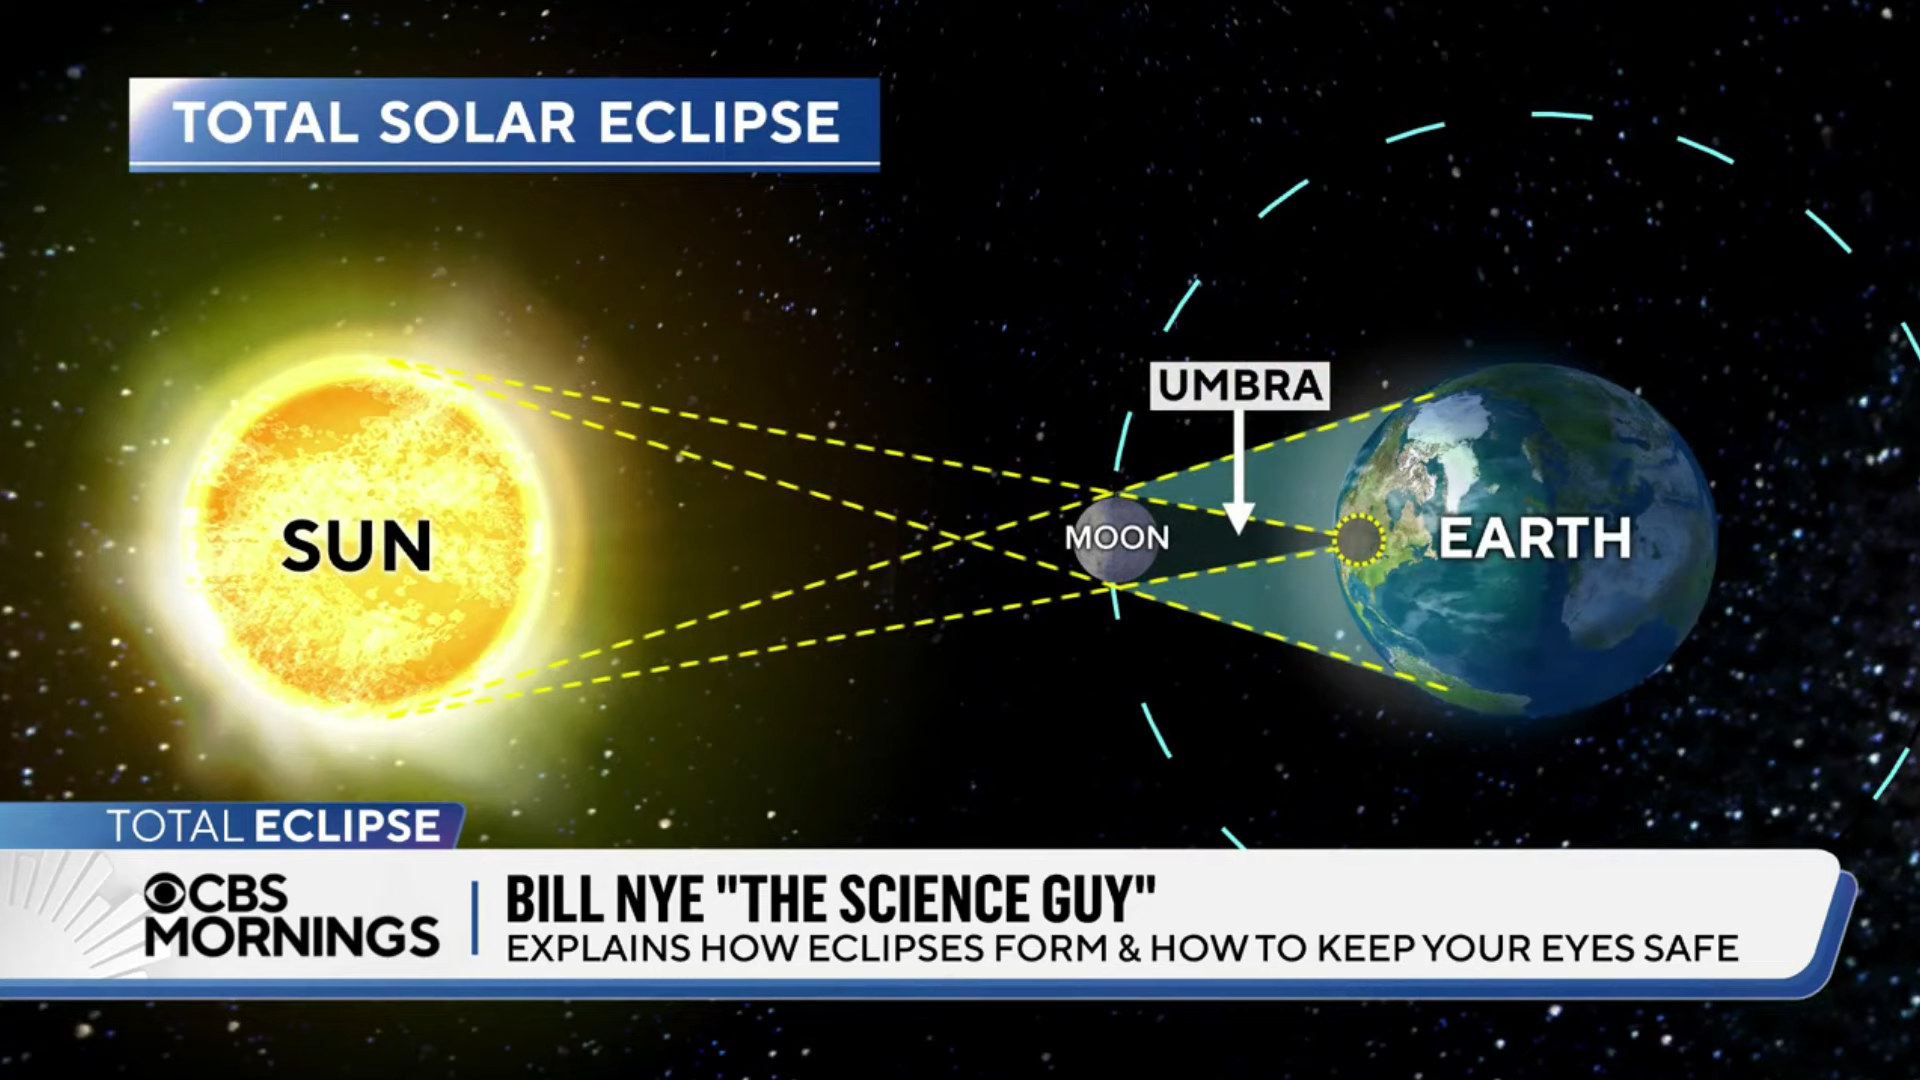 TOTAL SOLAR ECLIPSE
UMBRA
SUN
MOON
EARTH
TOTAL ECLIPSE
CBS
MORNINGS
BILL NYE "THE SCIENCE GUY"
EXPLAINS HOW ECLIPSES FORM & HOW TO KEEP YOUR EYES SAFE